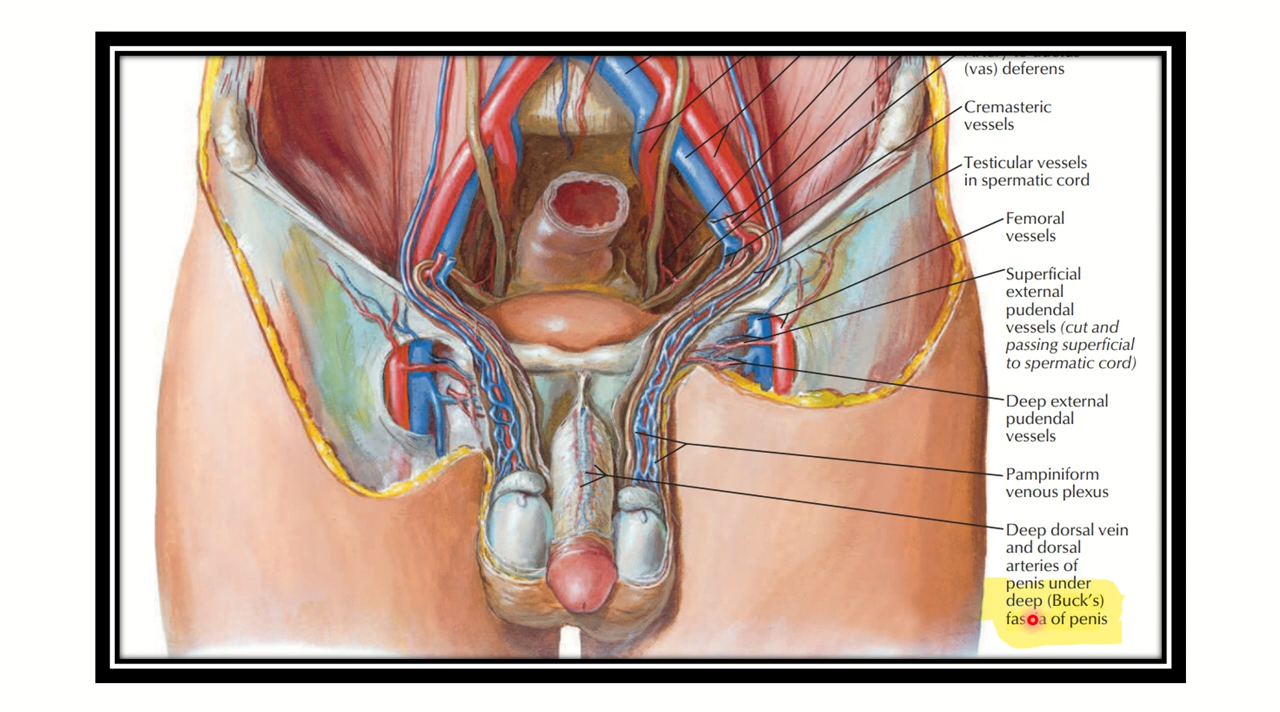 (vas) deferens
Cremasteric
vessels
Testicular vessels
in spermatic cord
Femoral
vessels
Superficial
external
pudendal
vessels (cut and
passing superficial
to spermatic cord)
Deep external
pudendal
vessels
Pampiniform
venous plexus
Deep dorsal vein
and dorsal
arteries of
penis under
deep (Buck's)
fascia of penis